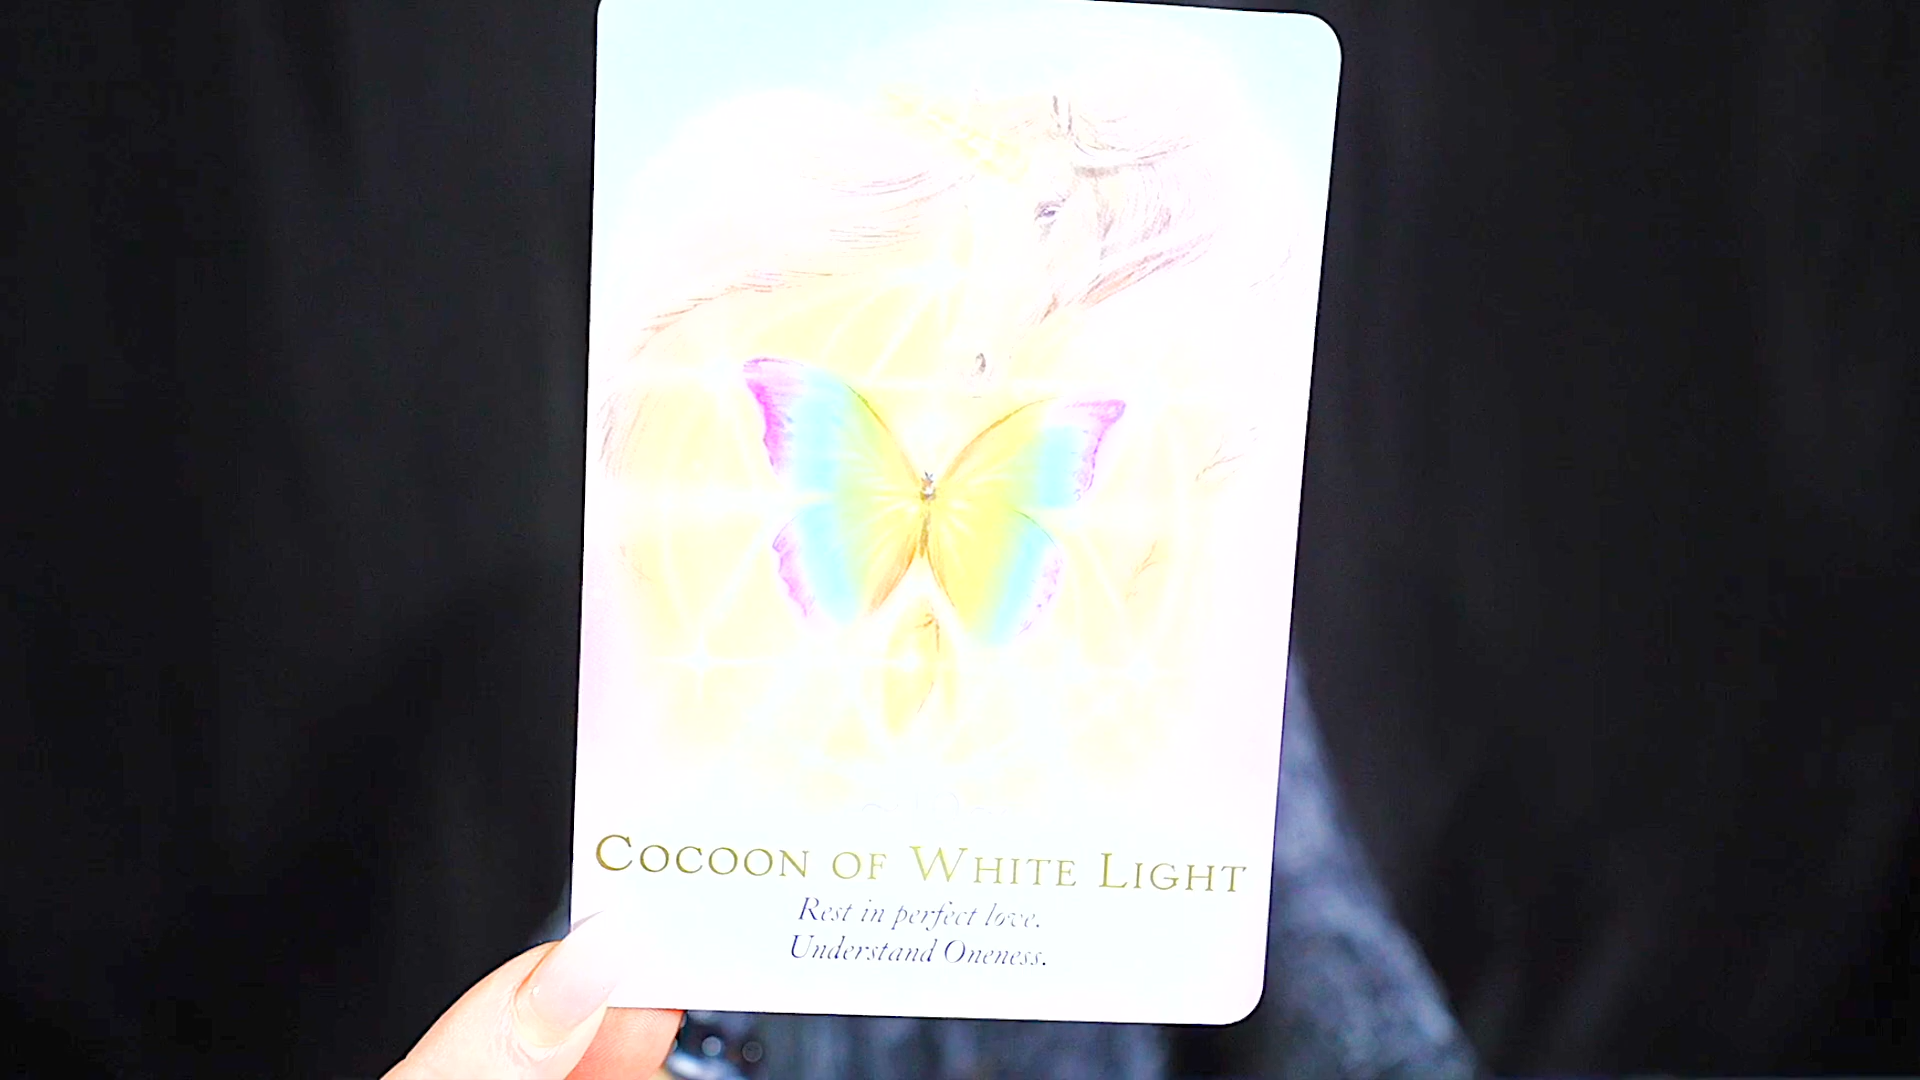 COCOON OF WHITE LIGHT
Rest in perfect love.
Understand Oneness.